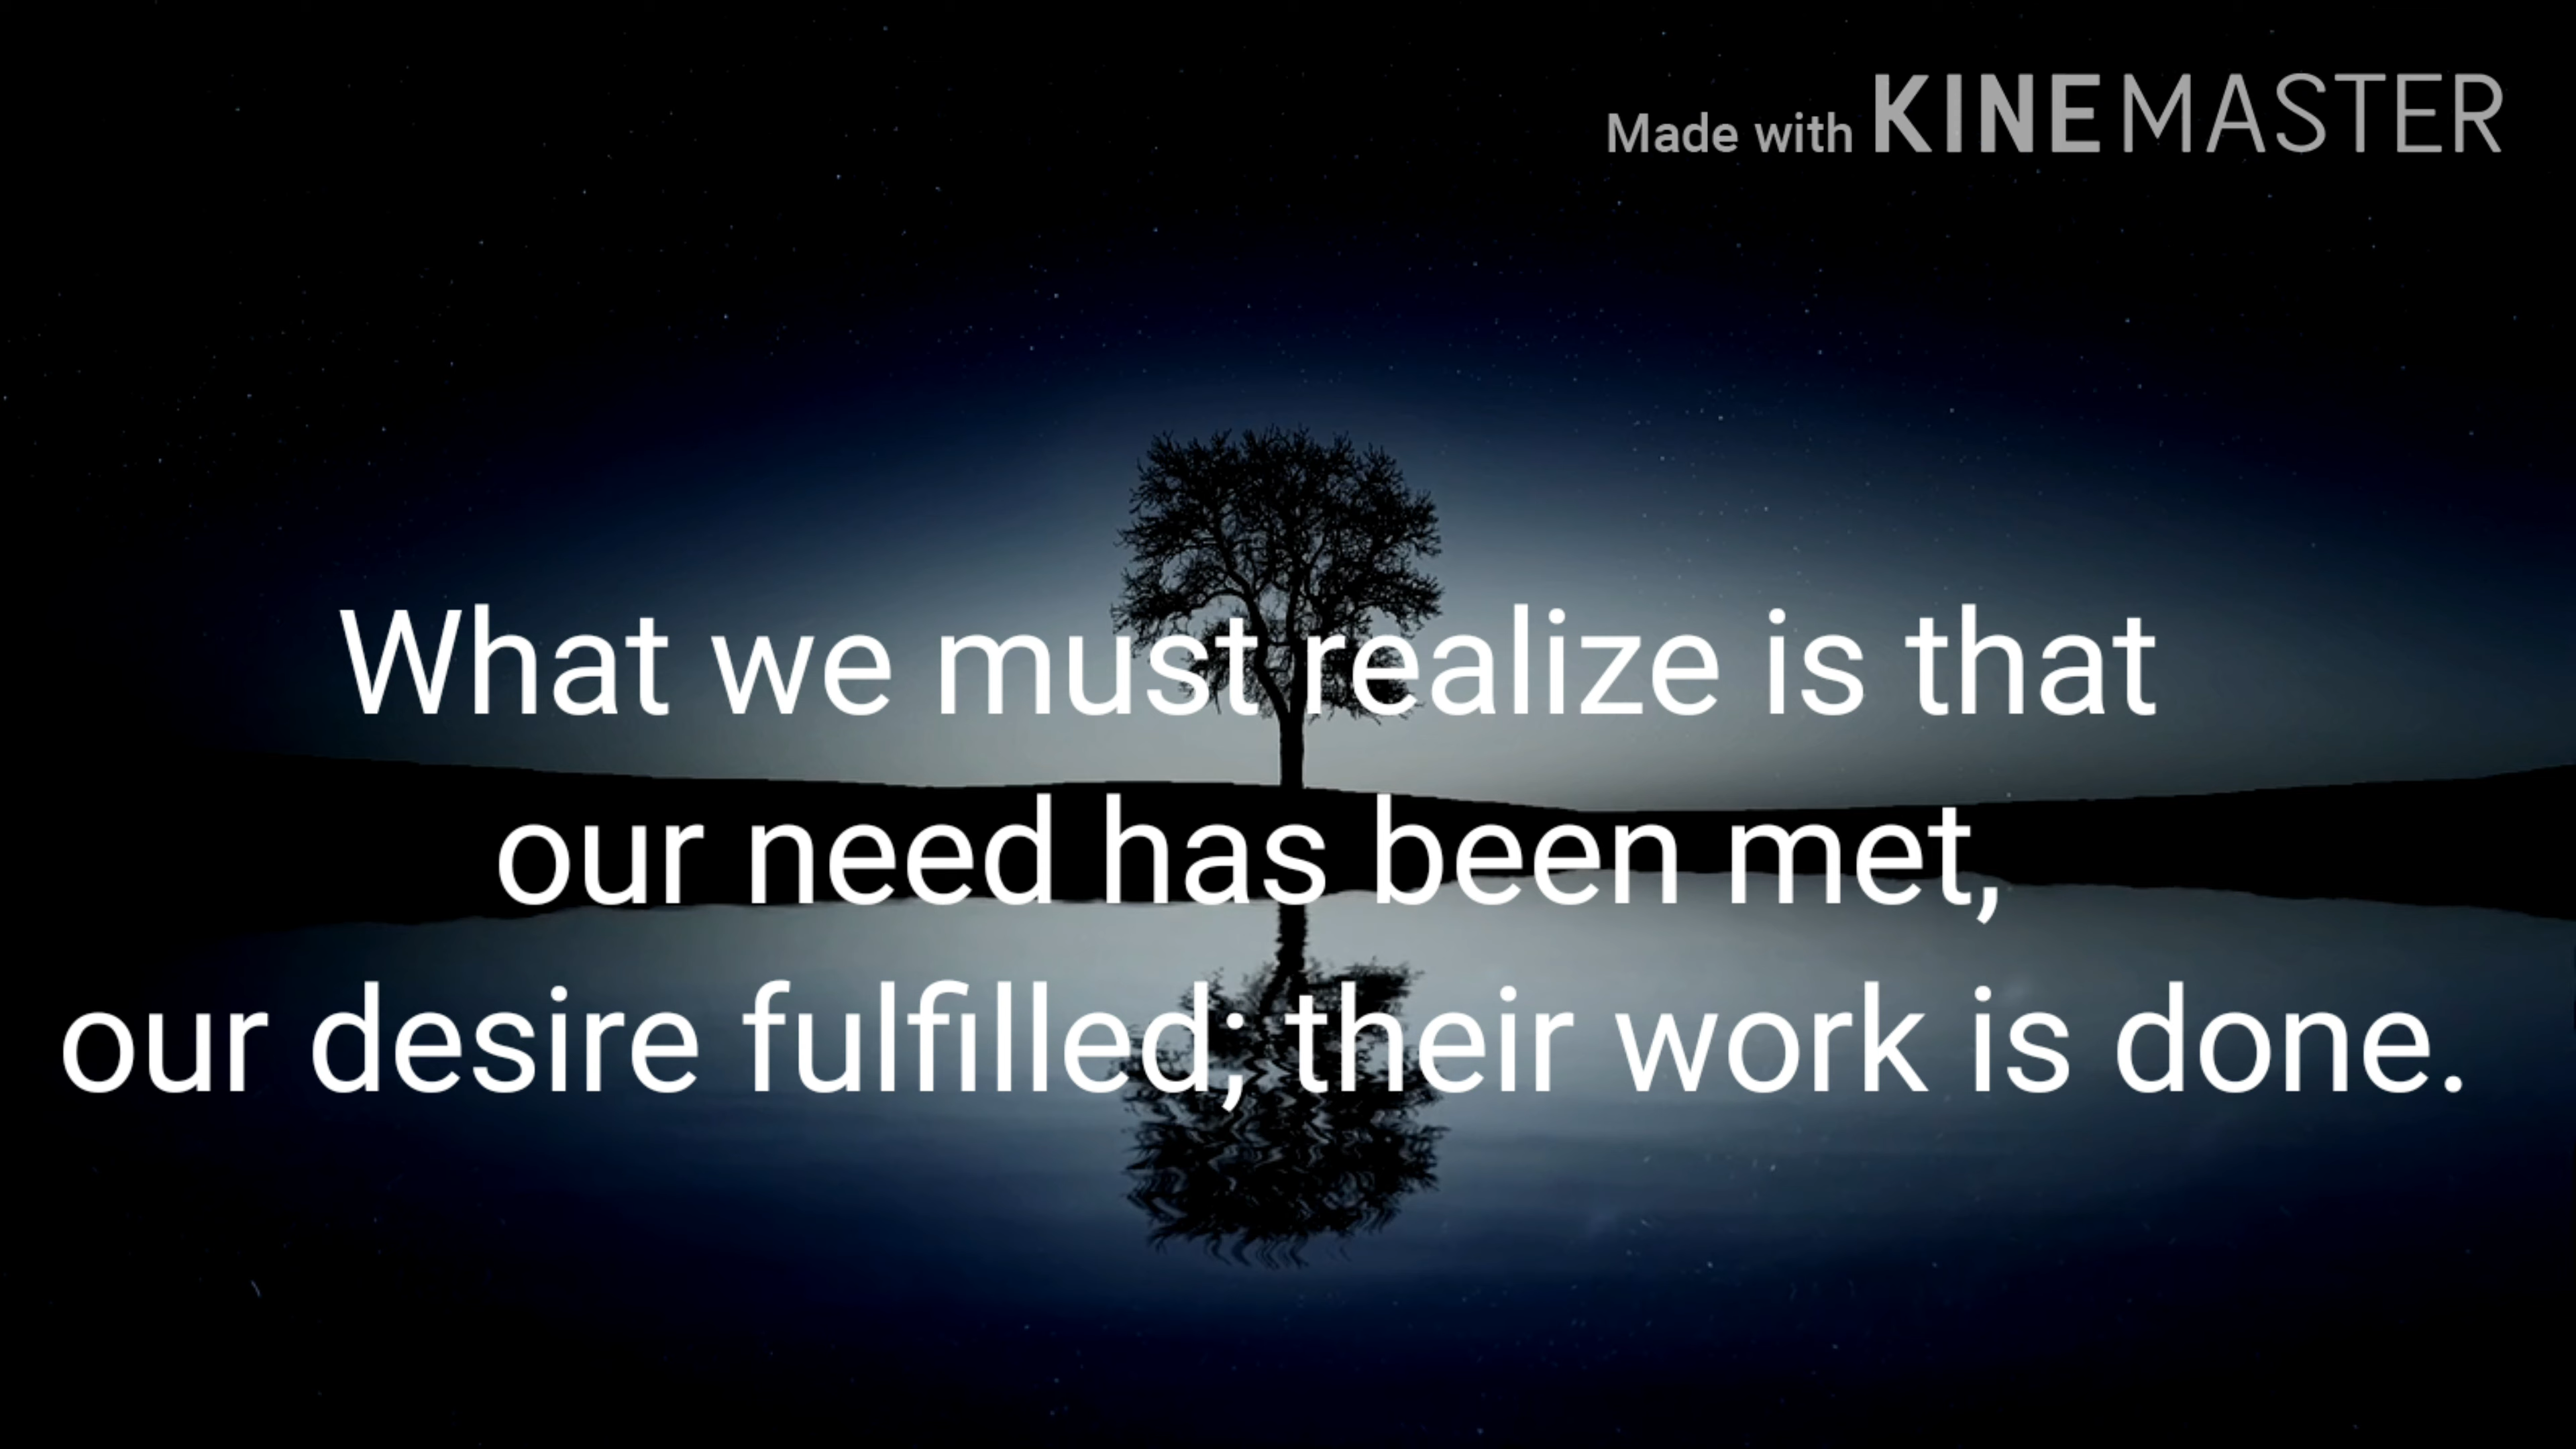 Made with KINEMASTER
What we must realize is that
our need has been met,
our desire fulfilled; their work is done.